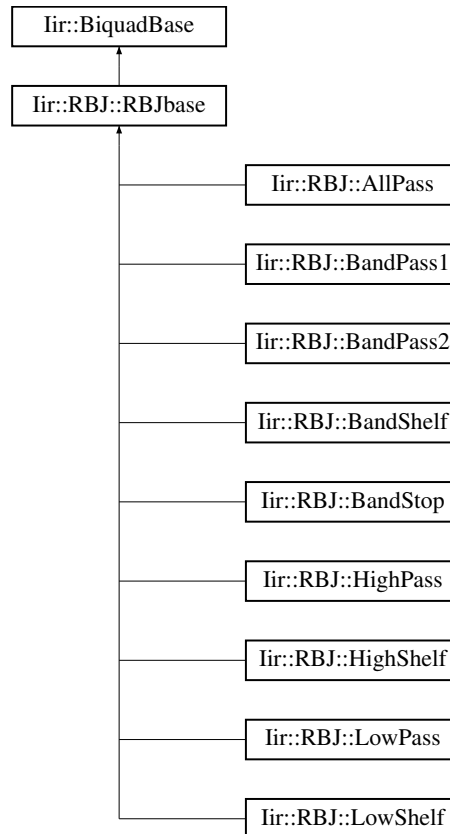 Iir::BiquadBase
Iir::RBJ::RBJbase
Iir::RBJ::AllPass
Iir::RBJ::BandPass1
Iir::RBJ::BandPass2
Iir::RBJ::BandShelf
Iir::RBJ::BandStop
Iir::RBJ::HighPass
Iir::RBJ::HighShelf
Iir::RBJ::LowPass
Iir::RBJ::LowShelf